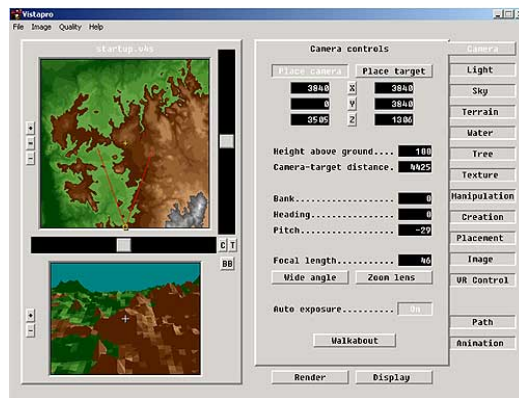 Vistapro
File Image Quality Help
startup.v4s
+
=
-
C T
BB
+
-
Camera controls
Place camera Place target
3840 X 3840
0 Y 3840
3505 Z 1306
Height above ground.... 100
Camera-target distance. 4425
Bank................... 0
Heading................ 0
Pitch.................. -29
Focal length........... 46
Wide angle Zoom lens
Auto exposure.......... On
Walkabout
Render Display
Camera
Light
Sky
Terrain
Water
Tree
Texture
Manipulation
Creation
Placement
Image
VR Control
Path
Animation